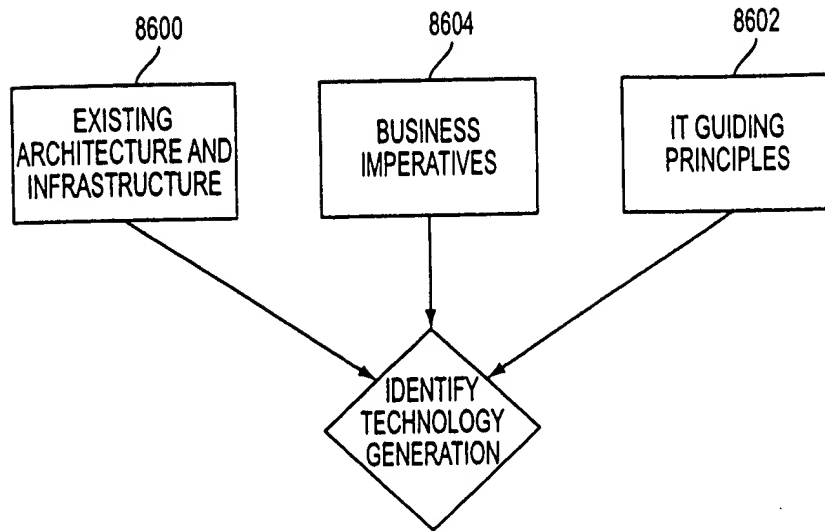 8600
8604
8602
EXISTING
ARCHITECTURE AND
INFRASTRUCTURE
BUSINESS
IMPERATIVES
IT GUIDING
PRINCIPLES
IDENTIFY
TECHNOLOGY
GENERATION